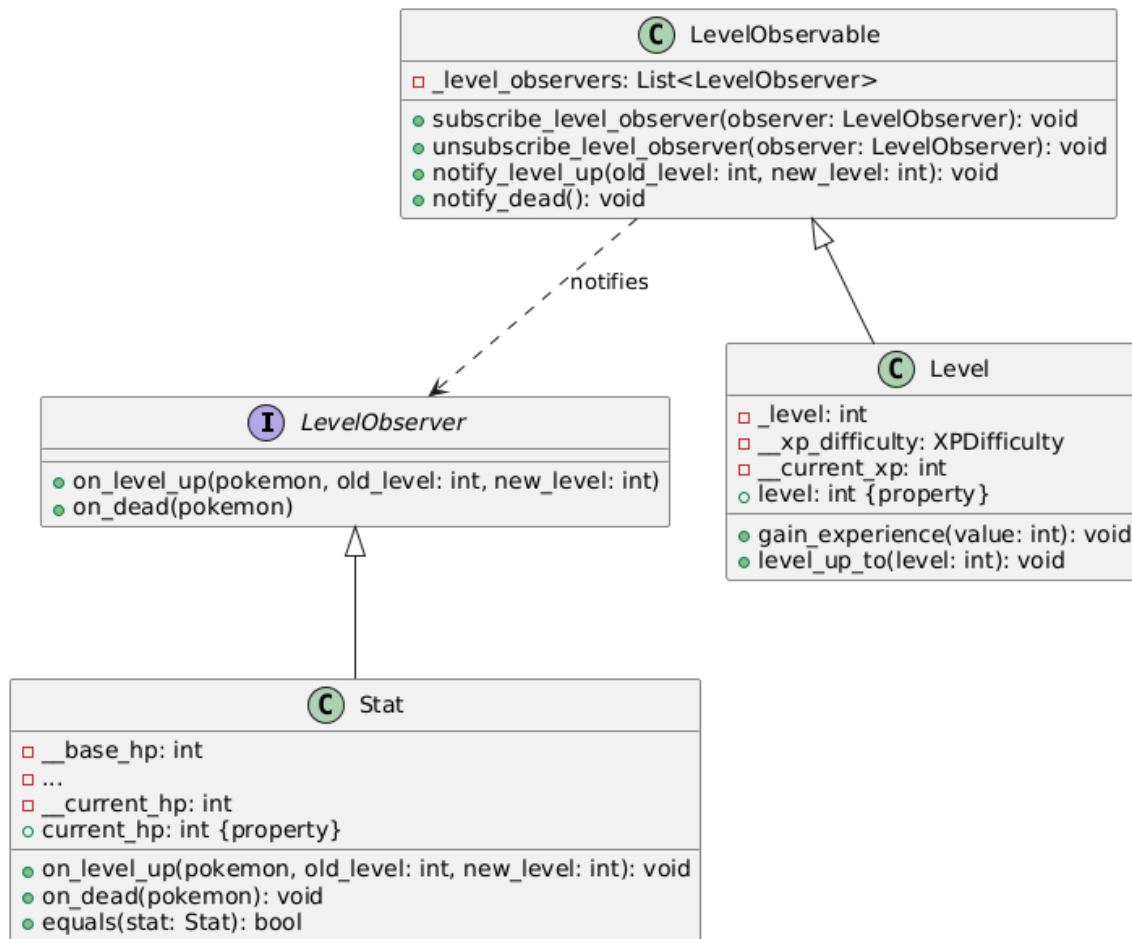 C LevelObservable
_level_observers: List<LevelObserver>
subscribe_level_observer(observer: LevelObserver): void
unsubscribe_level_observer(observer: LevelObserver): void
notify_level_up(old_level: int, new_level: int): void
notify_dead(): void
notifies
C Level
_level: int
__xp_difficulty: XPDifficulty
__current_xp: int
level: int {property}
gain_experience(value: int): void
level_up_to(level: int): void
I LevelObserver
on_level_up(pokemon, old_level: int, new_level: int)
on_dead(pokemon)
C Stat
__base_hp: int
...
__current_hp: int
current_hp: int {property}
on_level_up(pokemon, old_level: int, new_level: int): void
on_dead(pokemon): void
equals(stat: Stat): bool